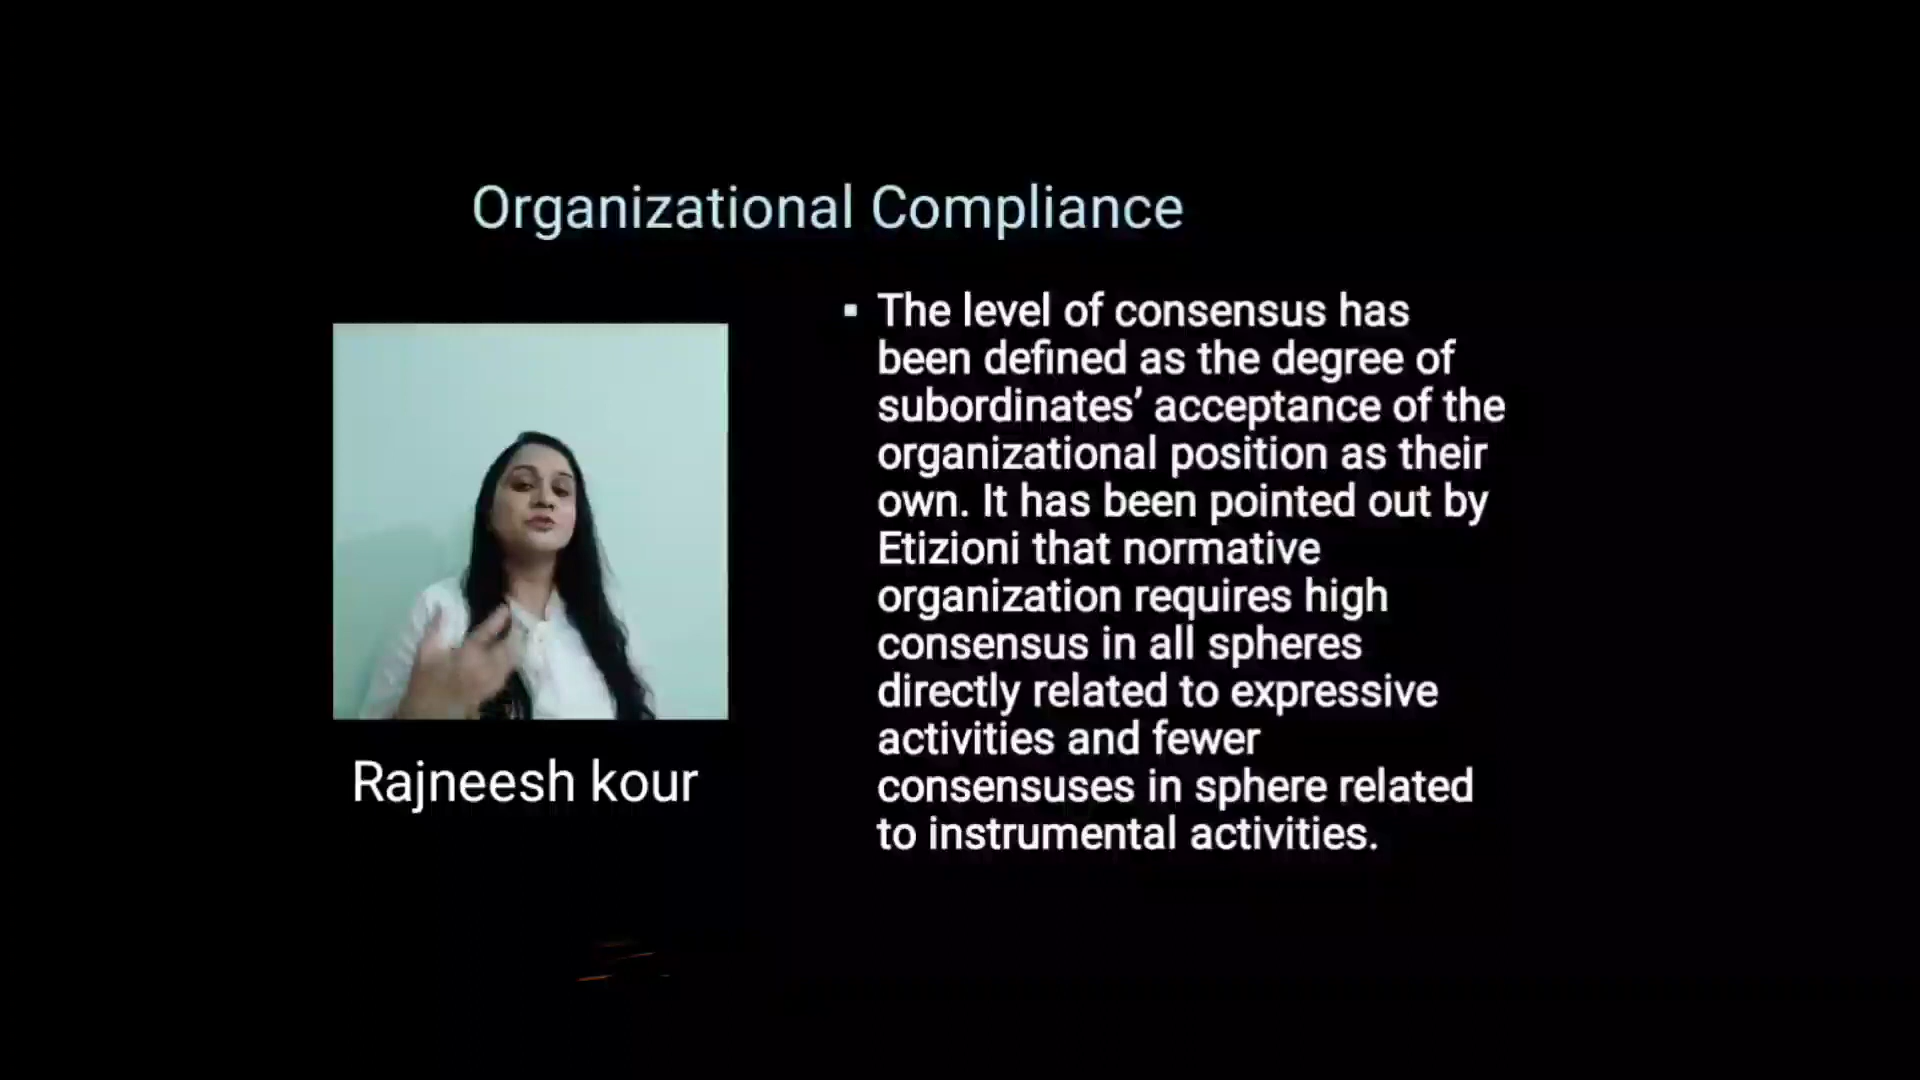 Organizational Compliance
▪ The level of consensus has
been defined as the degree of
subordinates’ acceptance of the
organizational position as their
own. It has been pointed out by
Etizioni that normative
organization requires high
consensus in all spheres
directly related to expressive
activities and fewer
consensuses in sphere related
to instrumental activities.
Rajneesh kour